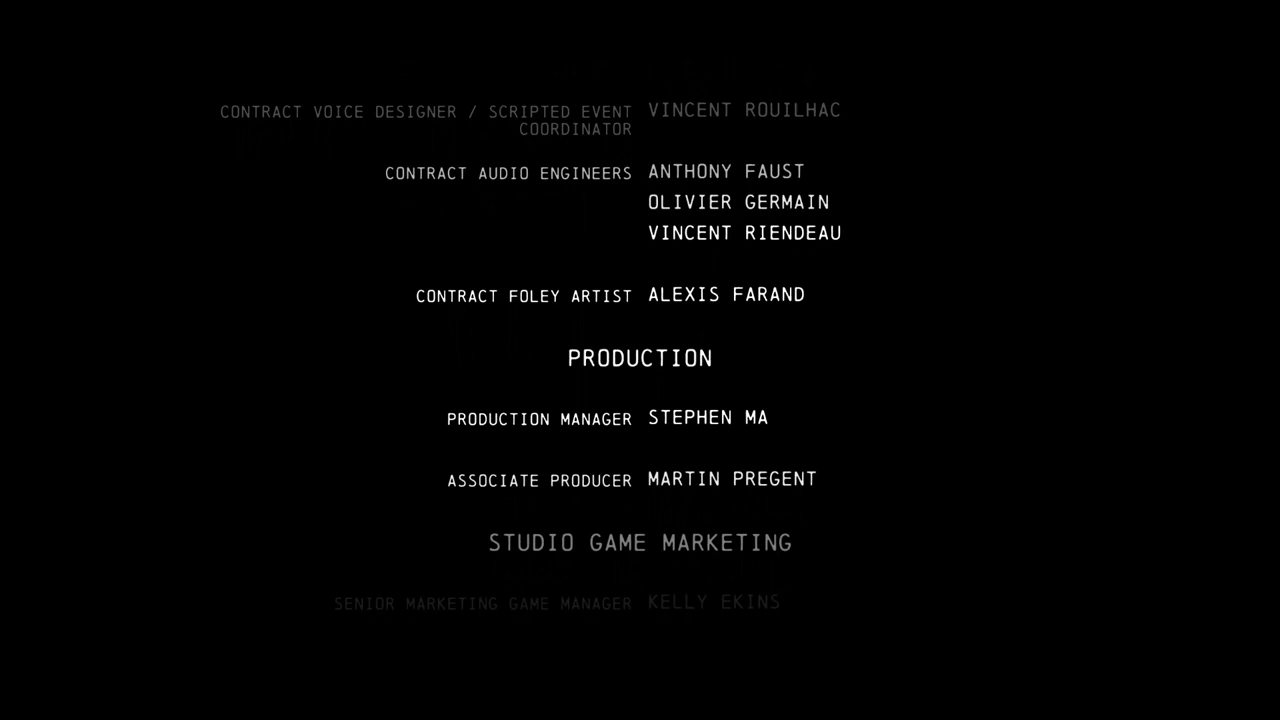 CONTRACT VOICE DESIGNER / SCRIPTED EVENT VINCENT ROUILHAC
COORDINATOR
CONTRACT AUDIO ENGINEERS ANTHONY FAUST
OLIVIER GERMAIN
VINCENT RIENDEAU
CONTRACT FOLEY ARTIST ALEXIS FARAND
PRODUCTION
PRODUCTION MANAGER STEPHEN MA
ASSOCIATE PRODUCER MARTIN PREGENT
STUDIO GAME MARKETING
SENIOR MARKETING GAME MANAGER KELLY EKINS